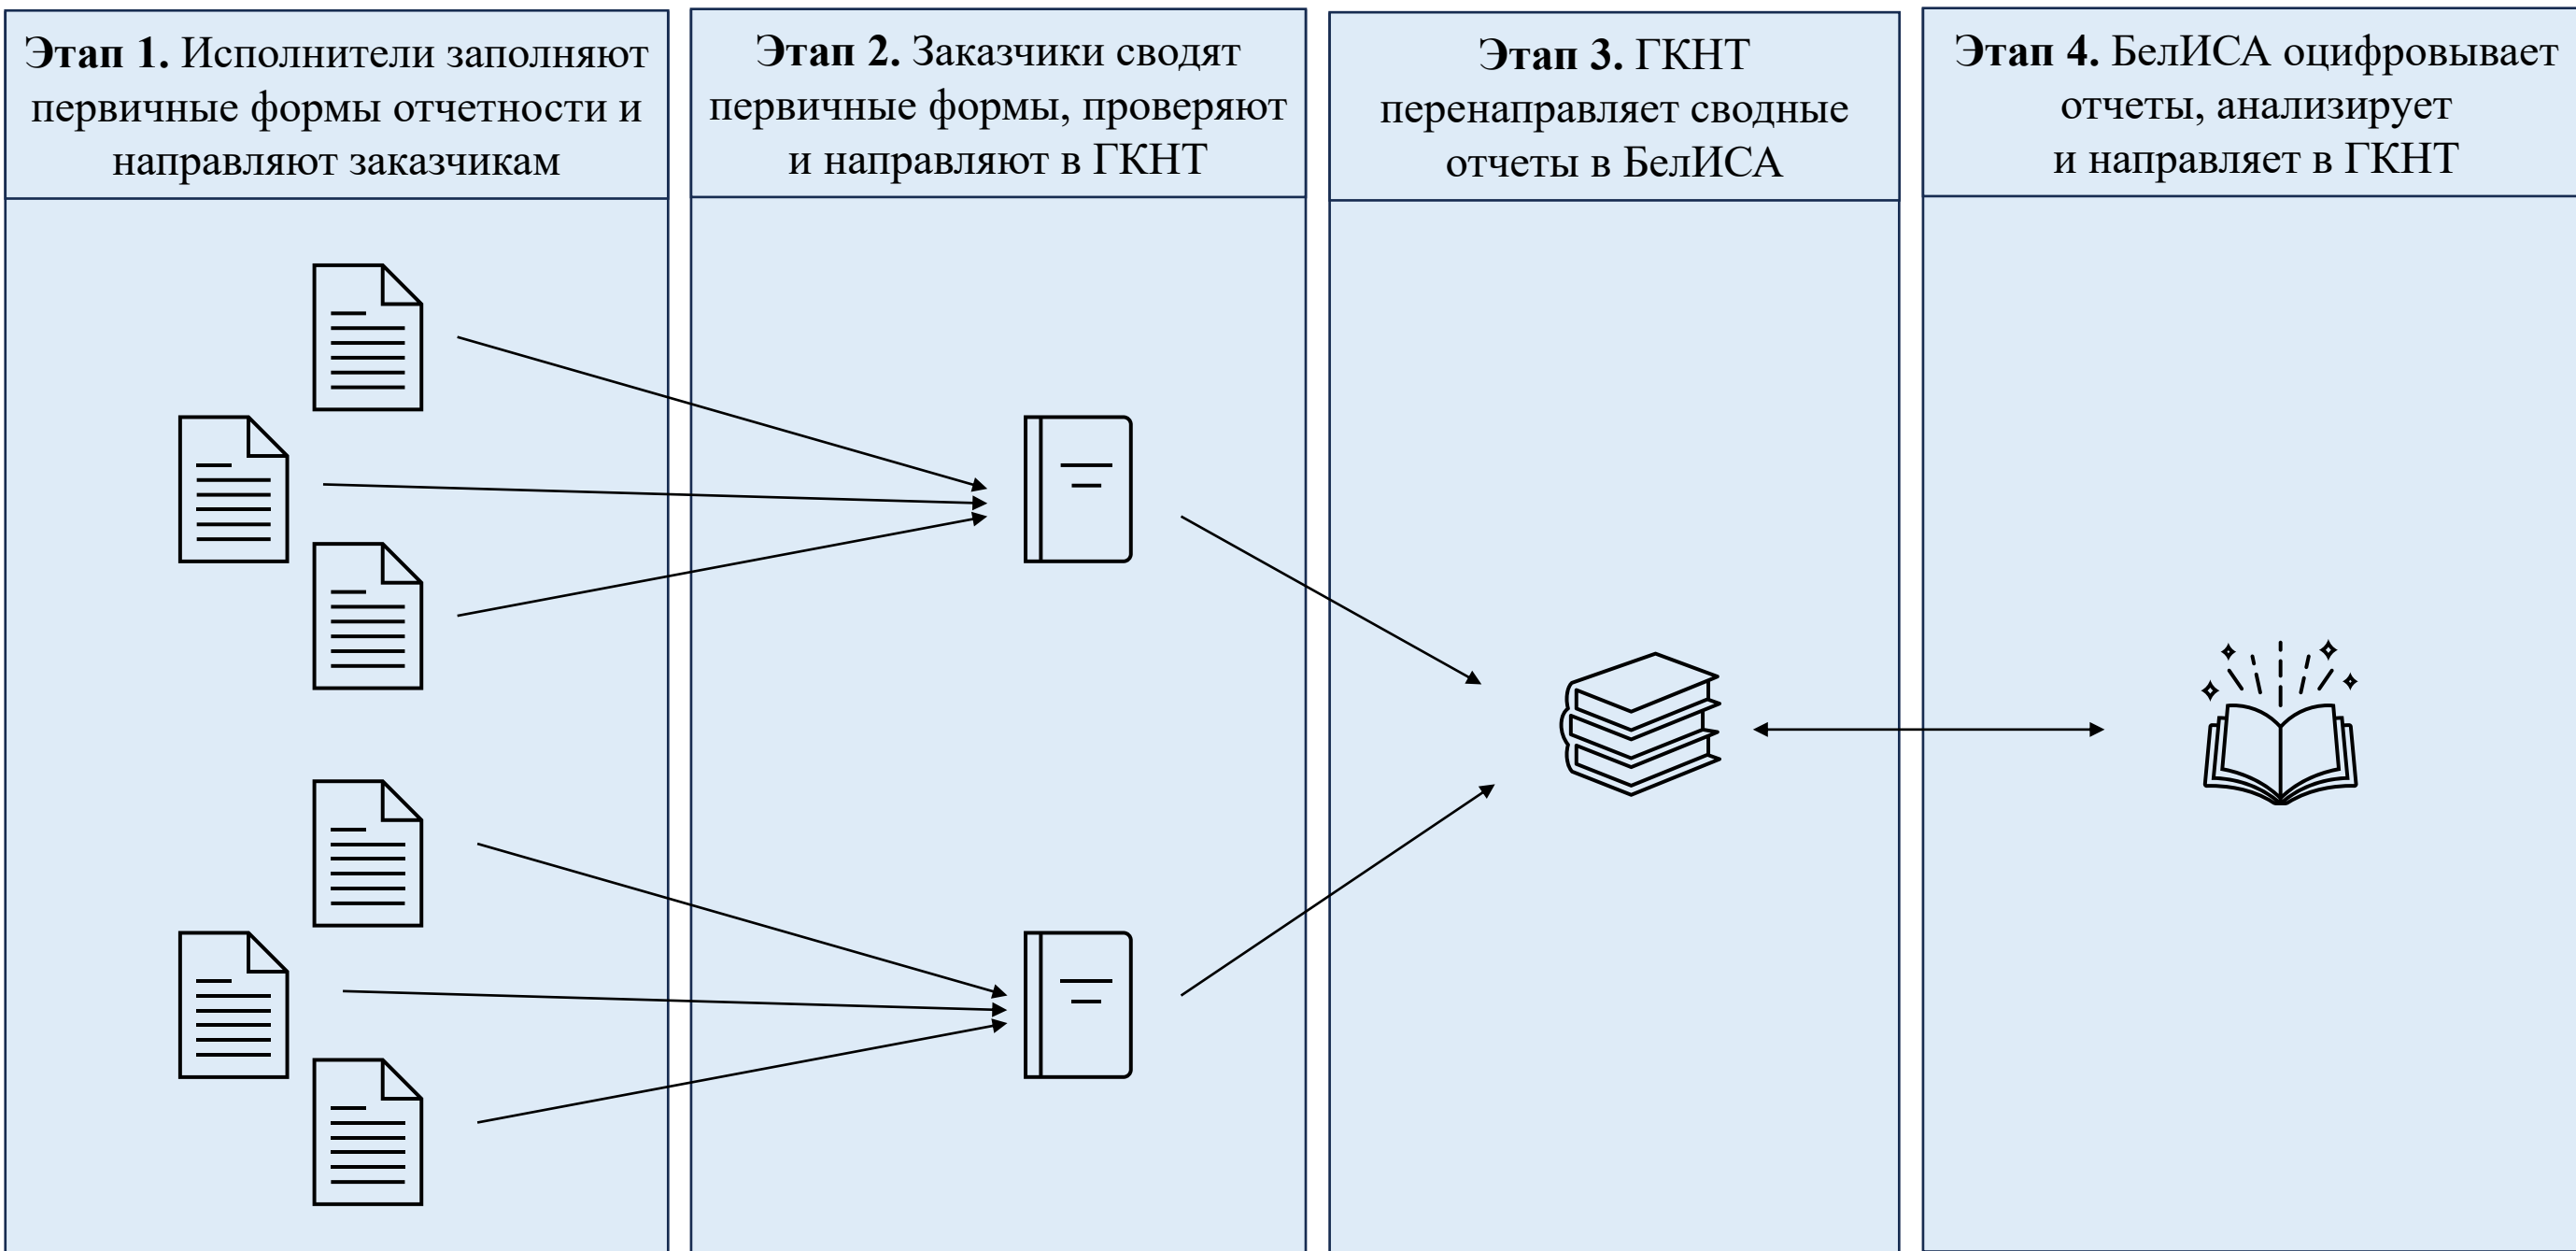 Этап 1. Исполнители заполняют
первичные формы отчетности и
направляют заказчикам
Этап 2. Заказчики сводят
первичные формы, проверяют
и направляют в ГКНТ
Этап 3. ГКНТ
перенаправляет сводные
отчеты в БелИСА
Этап 4. БелИСА оцифровывает
отчеты, анализирует
и направляет в ГКНТ